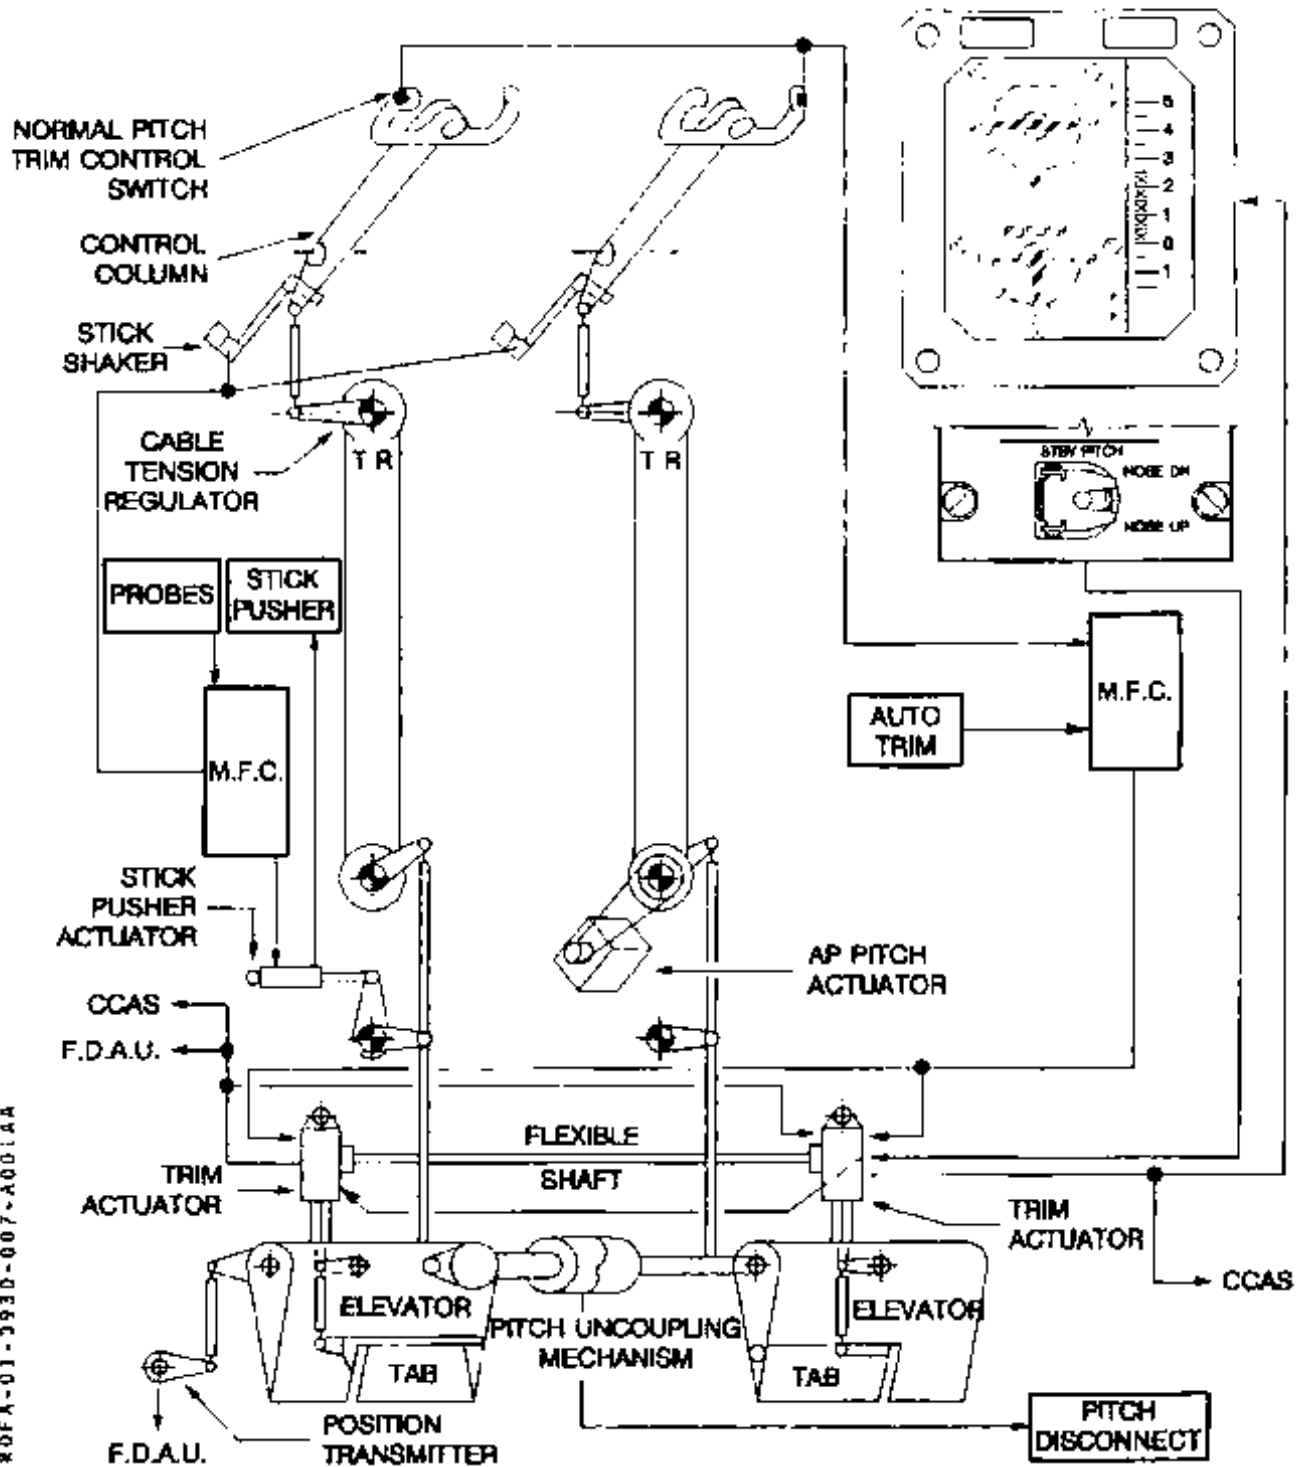 NORMAL PITCH
TRIM CONTROL
SWITCH
CONTROL
COLUMN
STICK
SHAKER
CABLE
TENSION
REGULATOR
T R
T R
5
4
3
2
1
0
1
STBY PITCH
NOSE DN
NOSE UP
PROBES
STICK
PUSHER
M.F.C.
AUTO
TRIM
M.F.C.
STICK
PUSHER
ACTUATOR
AP PITCH
ACTUATOR
CCAS
F.D.A.U.
FLEXIBLE
SHAFT
TRIM
ACTUATOR
TRIM
ACTUATOR
CCAS
ELEVATOR
ELEVATOR
PITCH UNCOUPLING
MECHANISM
TAB
TAB
POSITION
TRANSMITTER
F.D.A.U.
PITCH
DISCONNECT